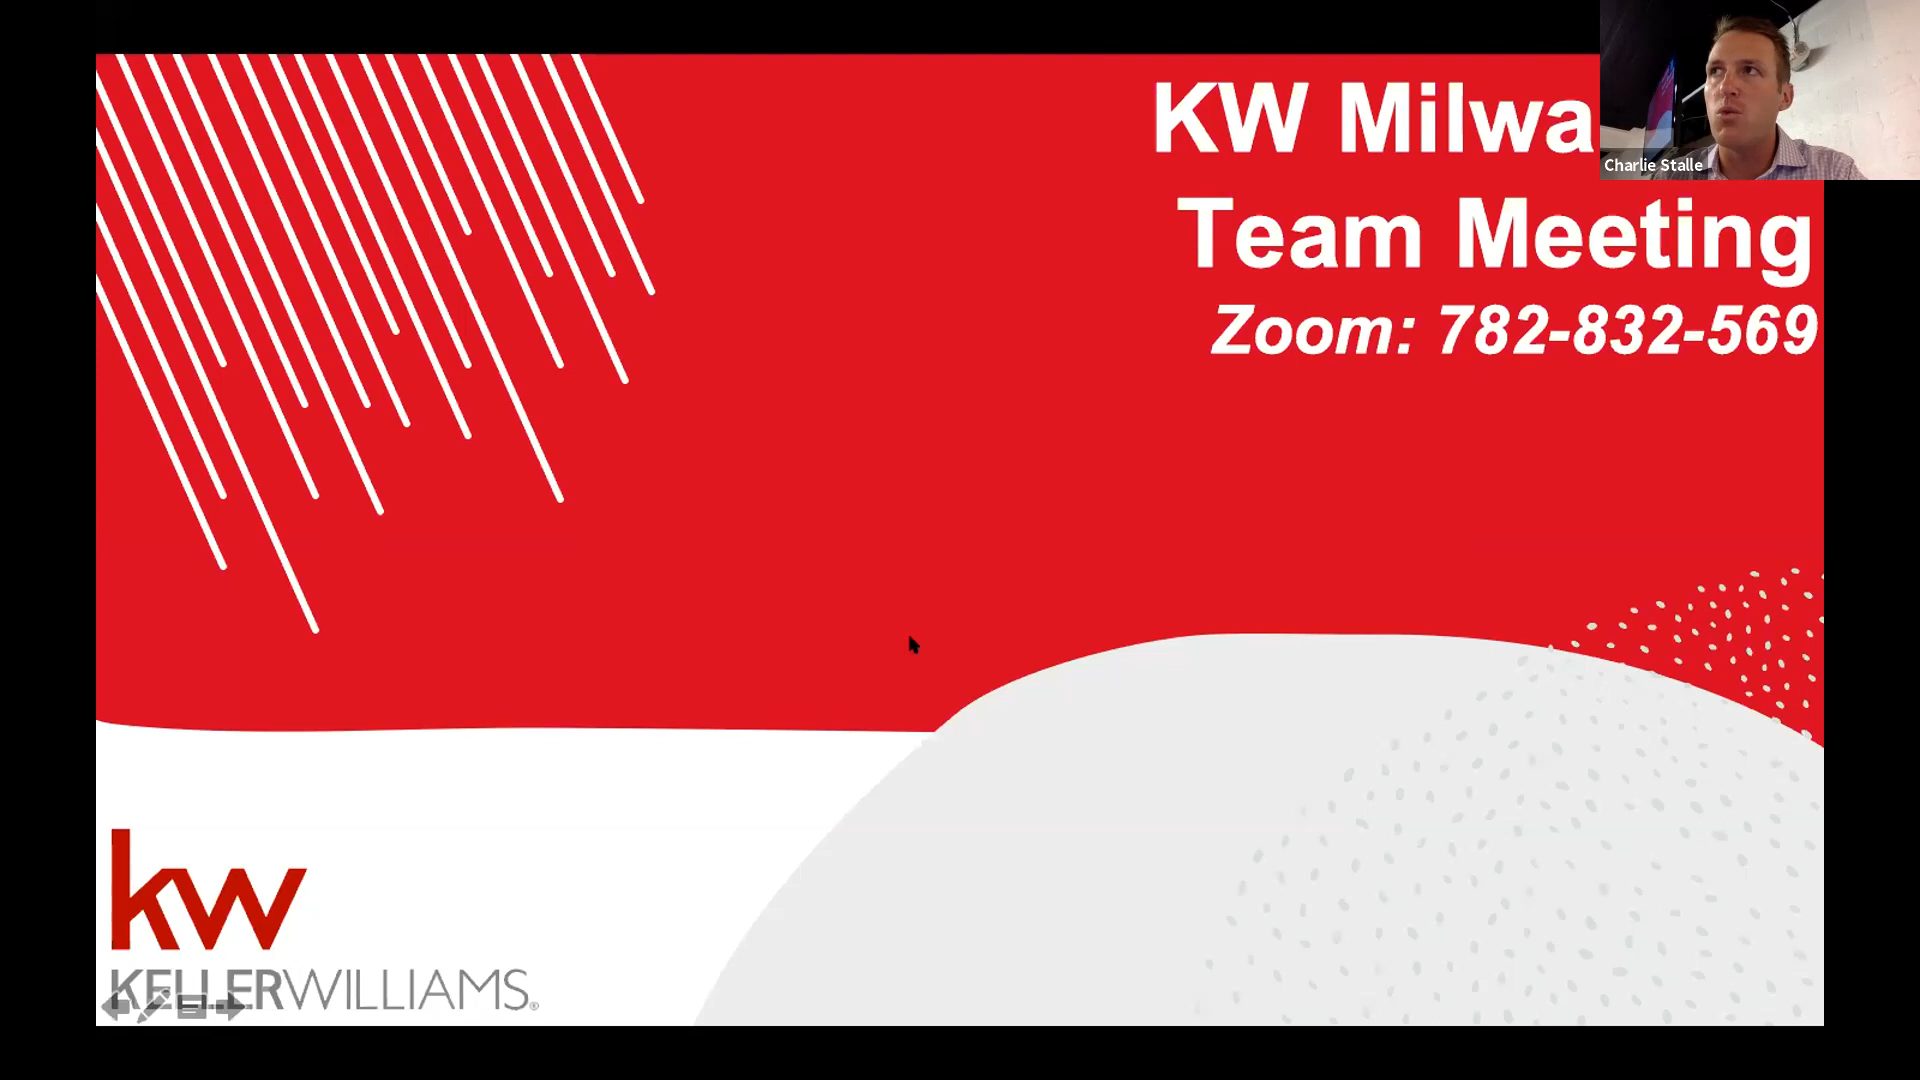 KW Milwa
Charlie Stalle
Team Meeting
Zoom: 782-832-569
kw
KELLERWILLIAMS®